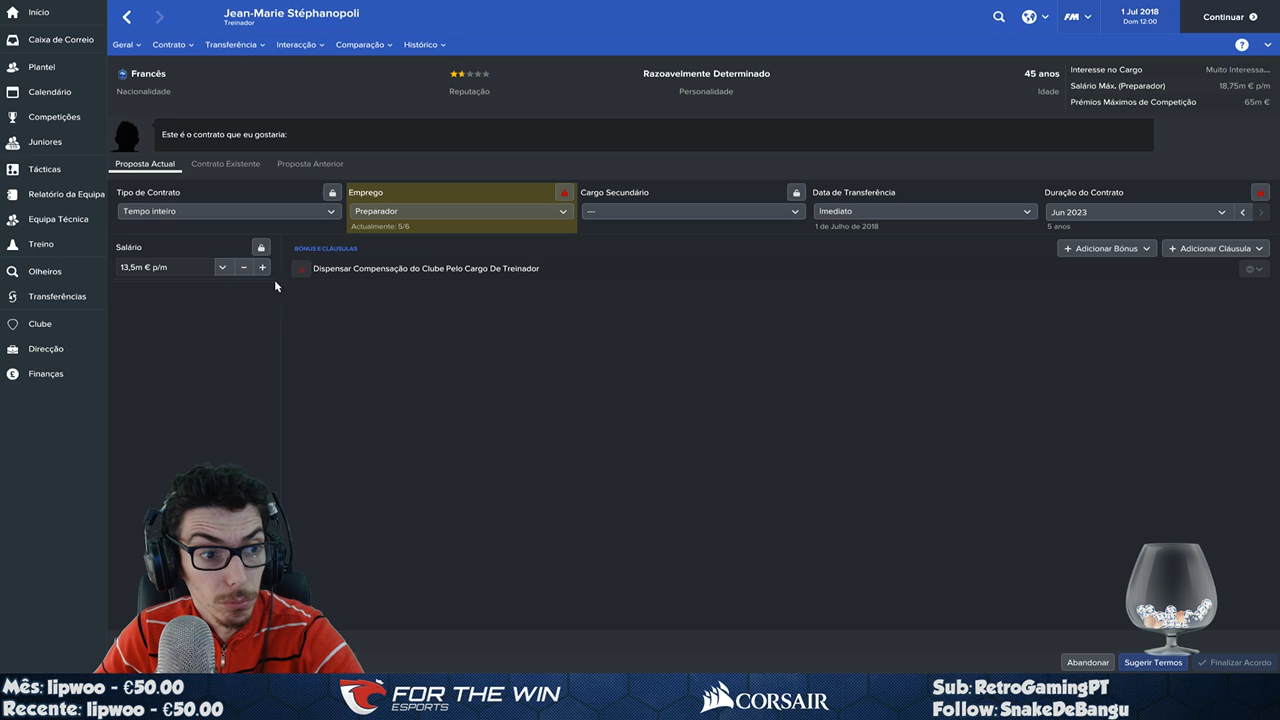 Início
Caixa de Correio
Plantel
Calendário
Competições
Juniores
Tácticas
Relatório da Equipa
Equipa Técnica
Treino
Olheiros
Transferências
Clube
Direcção
Finanças
Jean-Marie Stéphanopoli
Treinador
FM
1 Jul 2018
Dom 12:00
Continuar
Geral
Contrato
Transferência
Interacção
Comparação
Histórico
Francês
Nacionalidade
Reputação
Razoavelmente Determinado
Personalidade
45 anos
Idade
Interesse no Cargo
Muito Interessa...
Salário Máx. (Preparador)
18,75m € p/m
Prémios Máximos de Competição
65m €
Este é o contrato que eu gostaria:
Proposta Actual
Contrato Existente
Proposta Anterior
Tipo de Contrato
Tempo inteiro
Emprego
Preparador
Actualmente: 5/6
Cargo Secundário
---
Data de Transferência
Imediato
1 de Julho de 2018
Duração do Contrato
Jun 2023
5 anos
Salário
13,5m € p/m
BÓNUS E CLÁUSULAS
Adicionar Bónus
Adicionar Cláusula
Dispensar Compensação do Clube Pelo Cargo De Treinador
Abandonar
Sugerir Termos
Finalizar Acordo
Mês: lipwoo - €50.00
Recente: lipwoo - €50.00
FOR THE WIN
ESPORTS
CORSAIR
Sub: RetroGamingPT
Follow: SnakeDeBangu